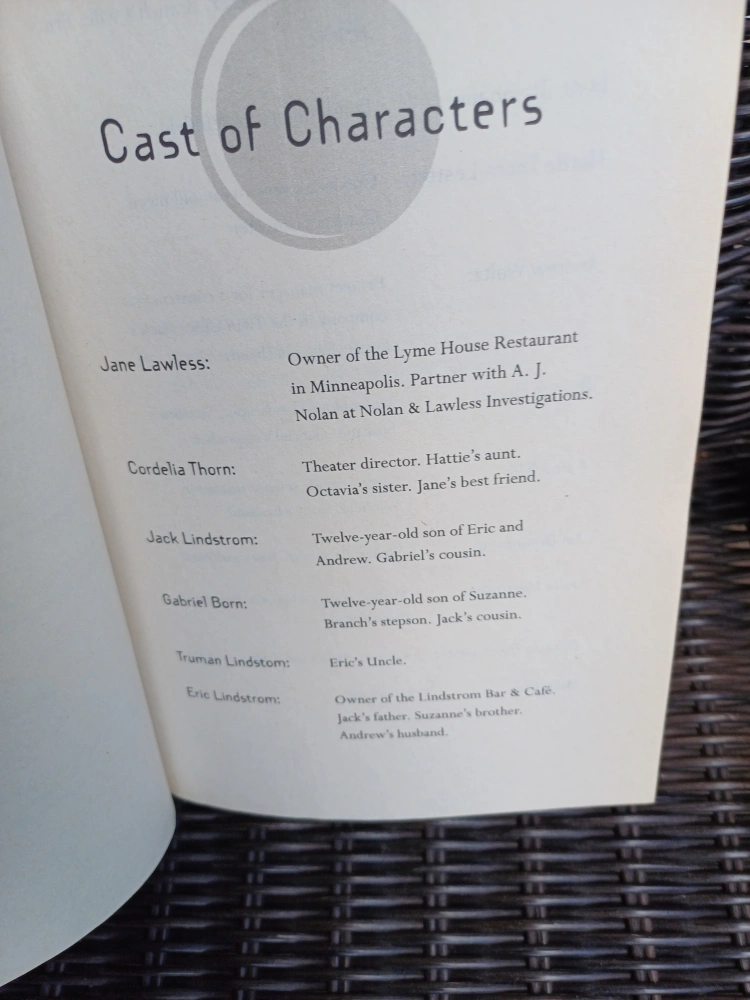 Cast of Characters
Jane Lawless: Owner of the Lyme House Restaurant
in Minneapolis. Partner with A. J.
Nolan at Nolan & Lawless Investigations.
Cordelia Thorn: Theater director. Hattie's aunt.
Octavia's sister. Jane's best friend.
Jack Lindstrom: Twelve-year-old son of Eric and
Andrew. Gabriel's cousin.
Gabriel Born: Twelve-year-old son of Suzanne.
Branch's stepson. Jack's cousin.
Truman Lindstom: Eric's Uncle.
Eric Lindstrom: Owner of the Lindstrom Bar & Café.
Jack's father. Suzanne's brother.
Andrew's husband.